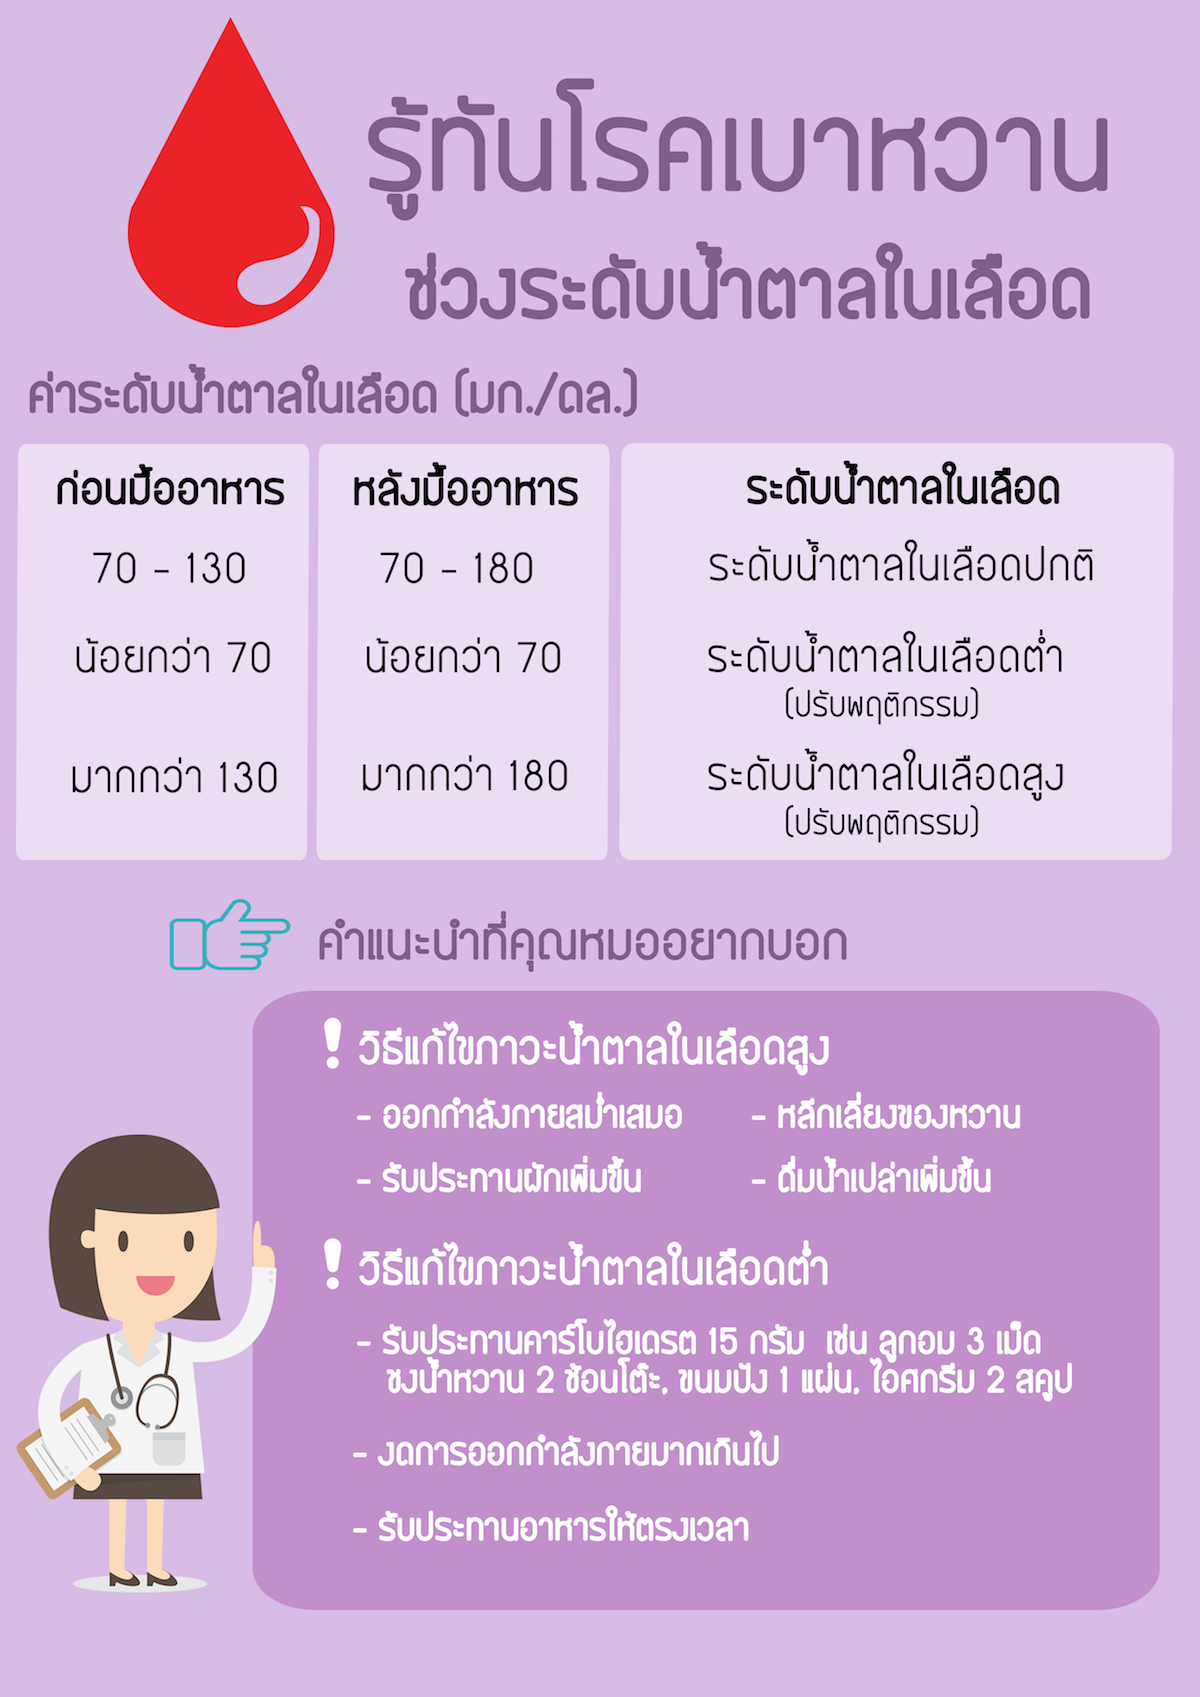 รู้ทันโรคเบาหวาน
ช่วงระดับน้ำตาลในเลือด
ค่าระดับน้ำตาลในเลือด (มก./ดล.)
ก่อนมื้ออาหาร หลังมื้ออาหาร ระดับน้ำตาลในเลือด
70 - 130 70 - 180 ระดับน้ำตาลในเลือดปกติ
น้อยกว่า 70 น้อยกว่า 70 ระดับน้ำตาลในเลือดต่ำ
(ปรับพฤติกรรม)
มากกว่า 130 มากกว่า 180 ระดับน้ำตาลในเลือดสูง
(ปรับพฤติกรรม)
คำแนะนำที่คุณหมออยากบอก
! วิธีแก้ไขภาวะน้ำตาลในเลือดสูง
- ออกกำลังกายสม่ำเสมอ - หลีกเลี่ยงของหวาน
- รับประทานผักเพิ่มขึ้น - ดื่มน้ำเปล่าเพิ่มขึ้น
! วิธีแก้ไขภาวะน้ำตาลในเลือดต่ำ
- รับประทานคาร์โบไฮเดรต 15 กรัม เช่น ลูกอม 3 เม็ด
ชงน้ำหวาน 2 ช้อนโต๊ะ, ขนมปัง 1 แผ่น, ไอศกรีม 2 สคูป
- งดการออกกำลังกายมากเกินไป
- รับประทานอาหารให้ตรงเวลา